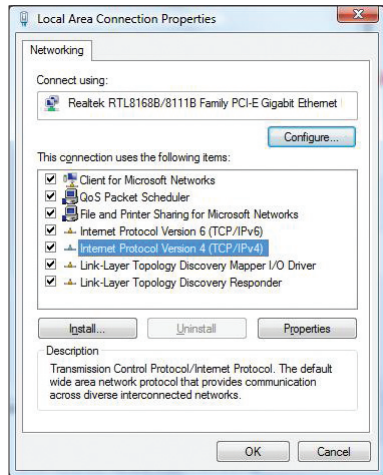 Local Area Connection Properties
Networking
Connect using:
Realtek RTL8168B/8111B Family PCI-E Gigabit Ethernet
Configure...
This connection uses the following items:
Client for Microsoft Networks
QoS Packet Scheduler
File and Printer Sharing for Microsoft Networks
Internet Protocol Version 6 (TCP/IPv6)
Internet Protocol Version 4 (TCP/IPv4)
Link-Layer Topology Discovery Mapper I/O Driver
Link-Layer Topology Discovery Responder
Install... Uninstall Properties
Description
Transmission Control Protocol/Internet Protocol. The default
wide area network protocol that provides communication
across diverse interconnected networks.
OK Cancel